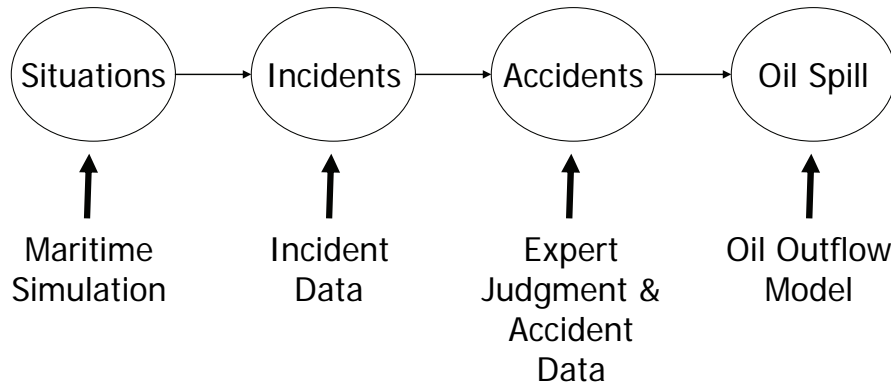 Situations
Incidents
Accidents
Oil Spill
Maritime
Simulation
Incident
Data
Expert
Judgment &
Accident
Data
Oil Outflow
Model